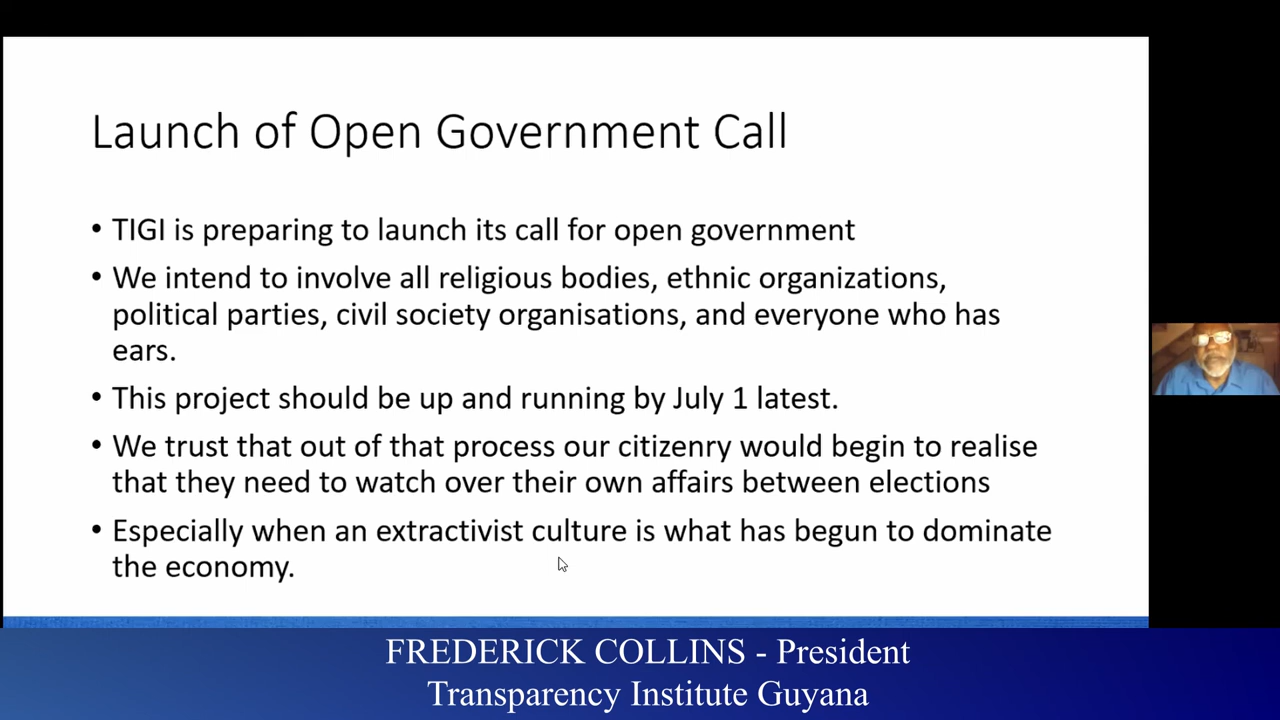 Launch of Open Government Call
• TIGI is preparing to launch its call for open government
• We intend to involve all religious bodies, ethnic organizations,
political parties, civil society organisations, and everyone who has
ears.
• This project should be up and running by July 1 latest.
• We trust that out of that process our citizenry would begin to realise
that they need to watch over their own affairs between elections
• Especially when an extractivist culture is what has begun to dominate
the economy.
FREDERICK COLLINS - President
Transparency Institute Guyana